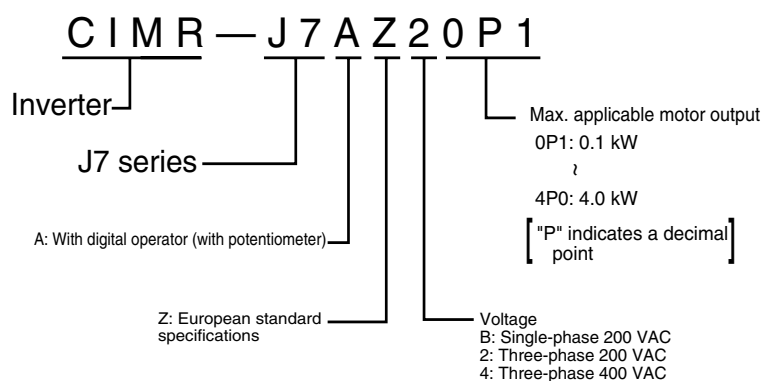 CIMR—J7AZ20P1
Inverter
Max. applicable motor output
0P1: 0.1 kW
~
4P0: 4.0 kW
["P" indicates a decimal
point]
J7 series
A: With digital operator (with potentiometer)
Z: European standard
specifications
Voltage
B: Single-phase 200 VAC
2: Three-phase 200 VAC
4: Three-phase 400 VAC